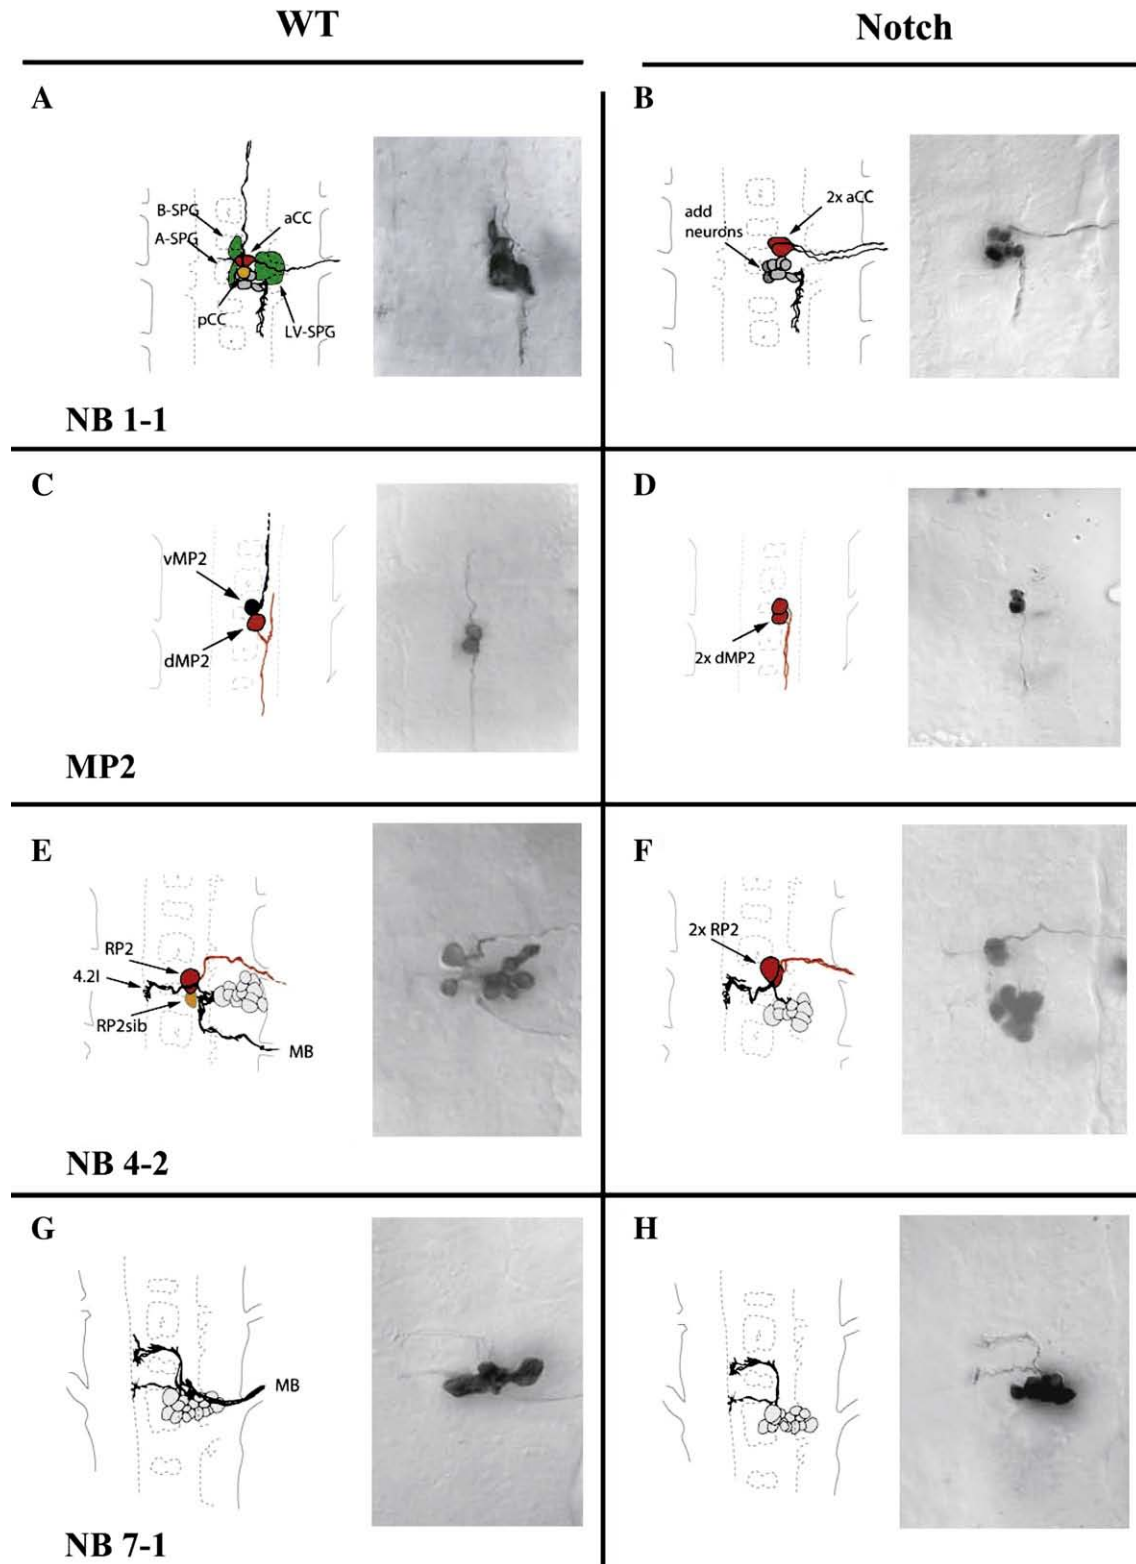 WT
Notch
A
B
B-SPG
aCC
A-SPG
pCC
LV-SPG
2x aCC
add
neurons
NB 1-1
C
D
vMP2
dMP2
2x dMP2
MP2
E
F
RP2
4.2I
RP2sib
MB
2x RP2
NB 4-2
G
H
MB
NB 7-1